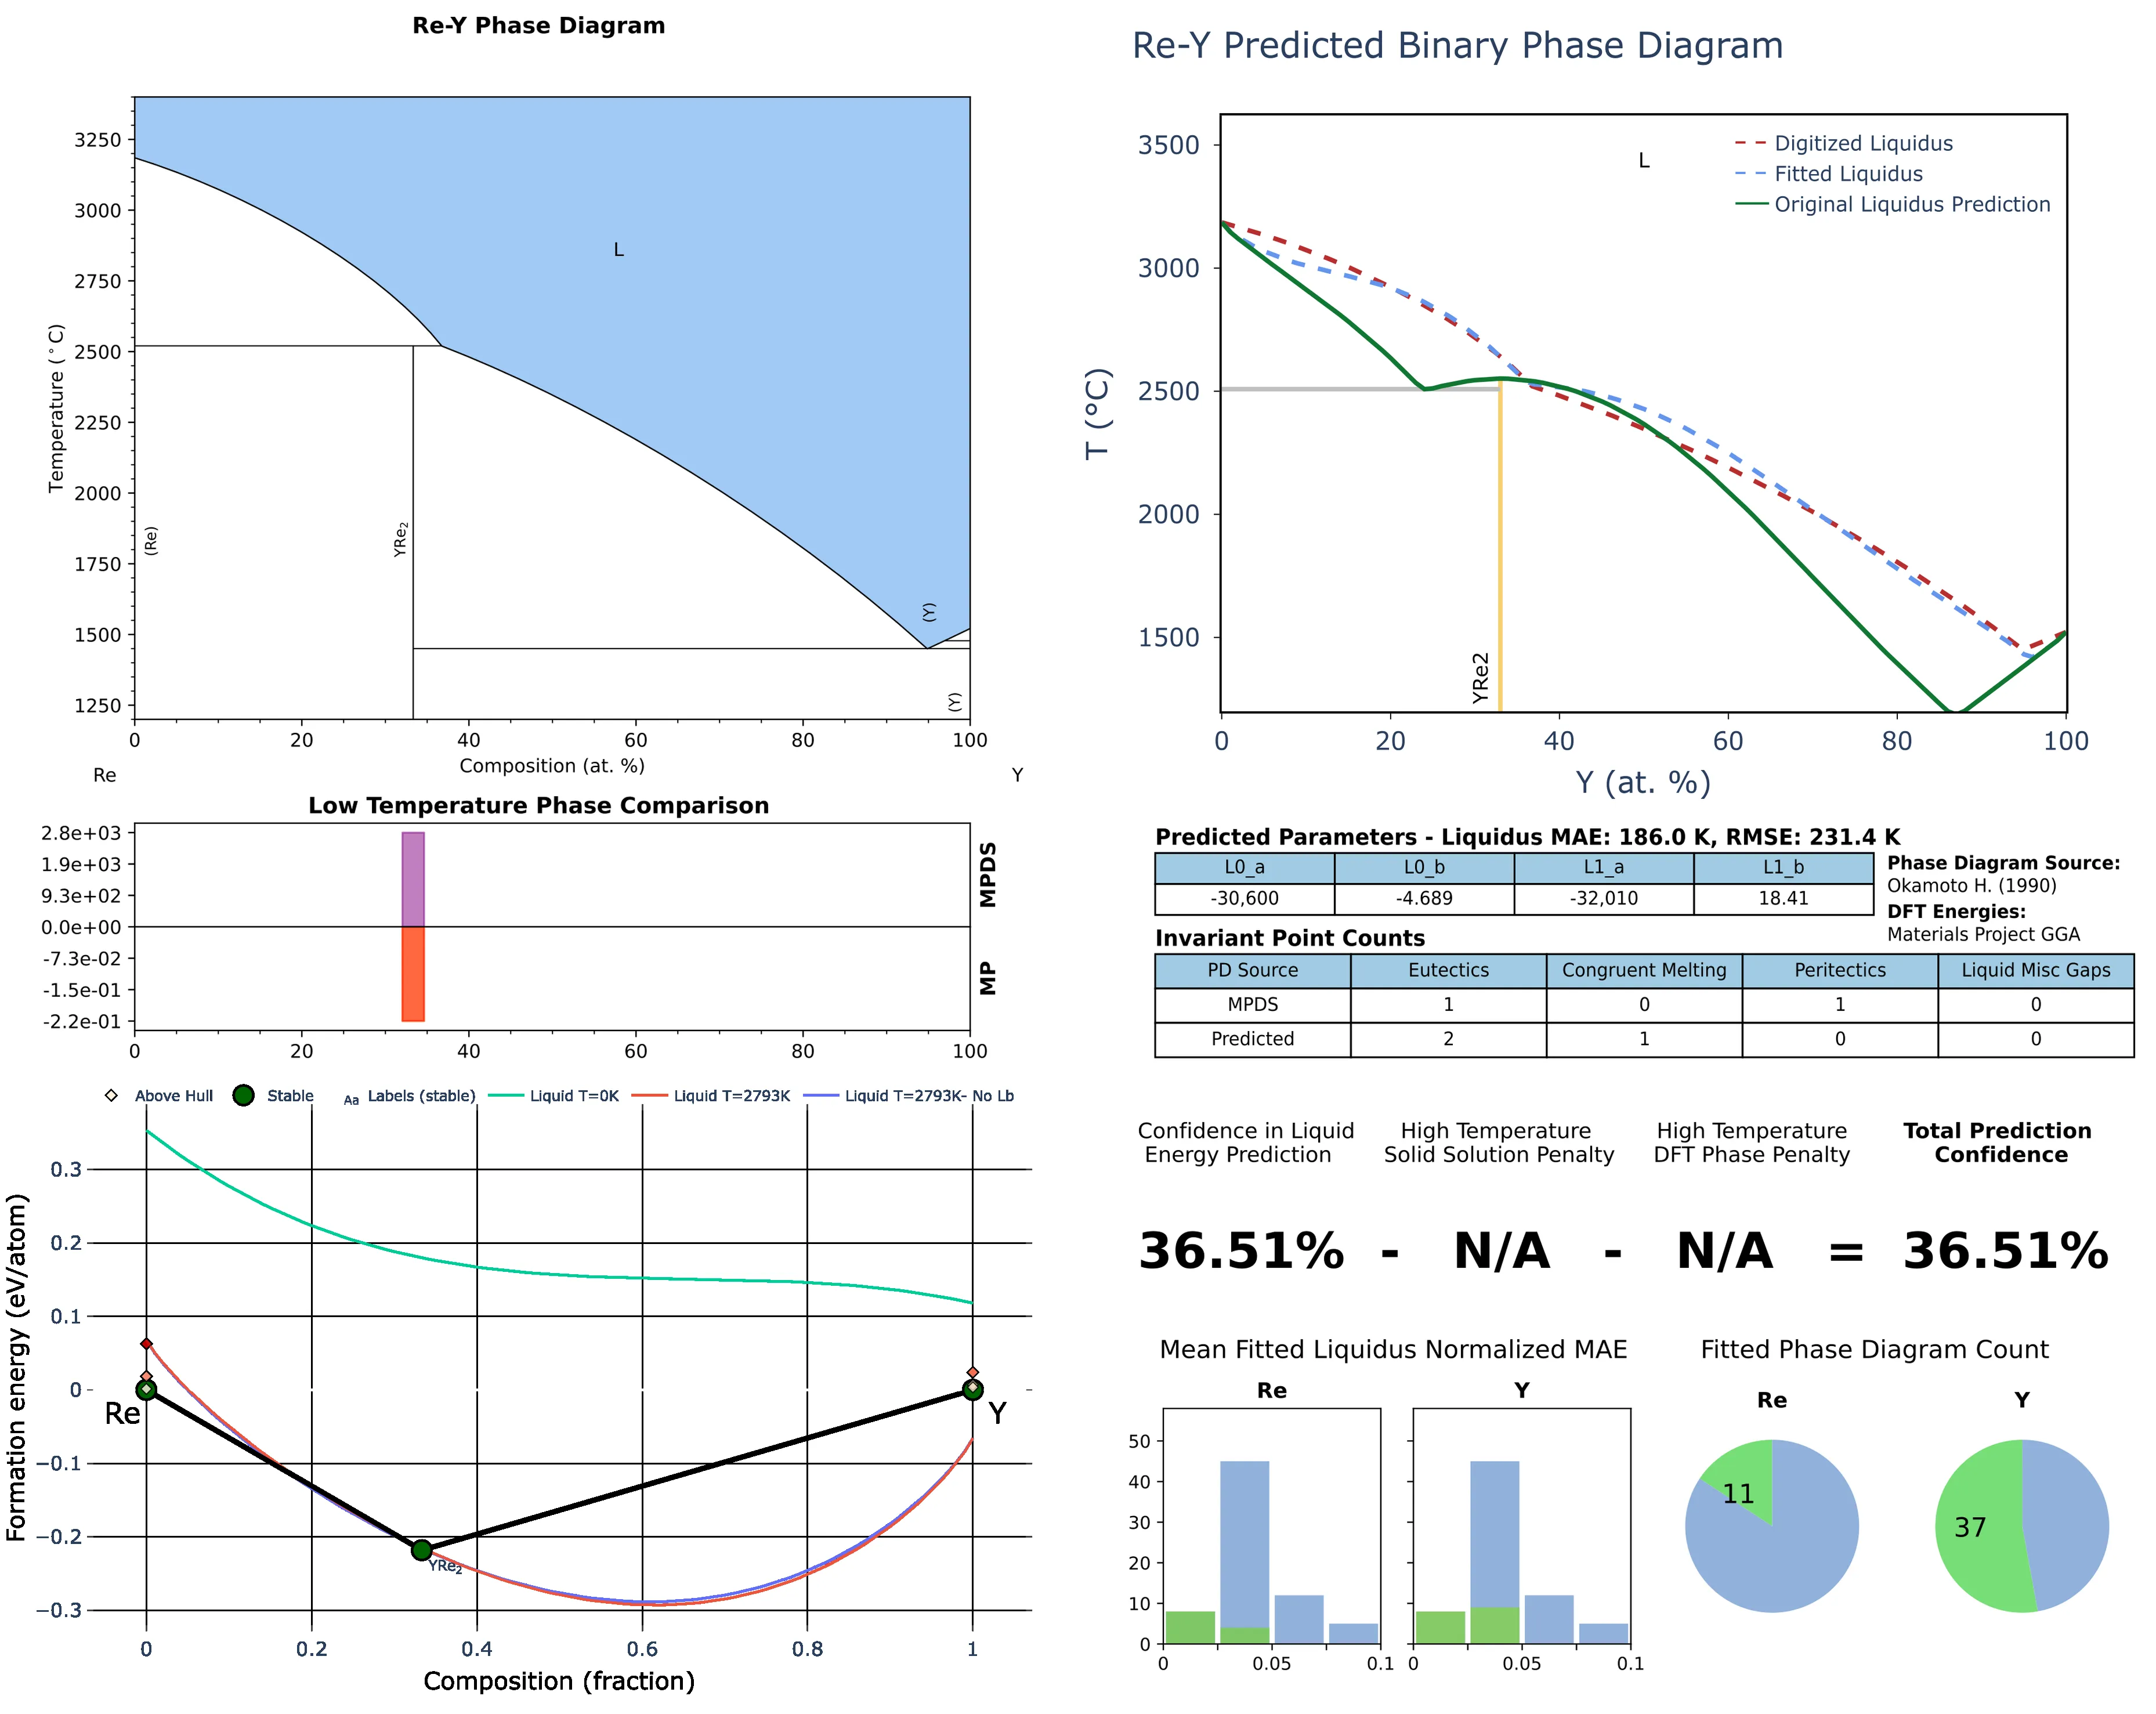 Re-Y Phase Diagram
3250
3000
2750
2500
2250
2000
1750
1500
1250
Temperature (°C)
L
(Re)
YRe2
(Y)
(Y)
0 20 40 60 80 100
Composition (at. %)
Re Y
Low Temperature Phase Comparison
2.8e+03
1.9e+03
9.3e+02
0.0e+00
-7.3e-02
-1.5e-01
-2.2e-01
MPDS
MP
0 20 40 60 80 100
Above Hull Stable Aa Labels (stable) Liquid T=0K Liquid T=2793K Liquid T=2793K- No Lb
0.3
0.2
0.1
0
−0.1
−0.2
−0.3
Formation energy (eV/atom)
Re
Y
YRe2
0 0.2 0.4 0.6 0.8 1
Composition (fraction)
Re-Y Predicted Binary Phase Diagram
3500
3000
2500
2000
1500
T (°C)
L
Digitized Liquidus
Fitted Liquidus
Original Liquidus Prediction
YRe2
0 20 40 60 80 100
Y (at. %)
Predicted Parameters - Liquidus MAE: 186.0 K, RMSE: 231.4 K
L0_a L0_b L1_a L1_b
-30,600 -4.689 -32,010 18.41
Phase Diagram Source:
Okamoto H. (1990)
DFT Energies:
Materials Project GGA
Invariant Point Counts
PD Source Eutectics Congruent Melting Peritectics Liquid Misc Gaps
MPDS 1 0 1 0
Predicted 2 1 0 0
Confidence in Liquid
Energy Prediction
High Temperature
Solid Solution Penalty
High Temperature
DFT Phase Penalty
Total Prediction
Confidence
36.51% - N/A - N/A = 36.51%
Mean Fitted Liquidus Normalized MAE
Re Y
50
40
30
20
10
0
0 0.05 0.1
0 0.05 0.1
Fitted Phase Diagram Count
Re Y
11
37